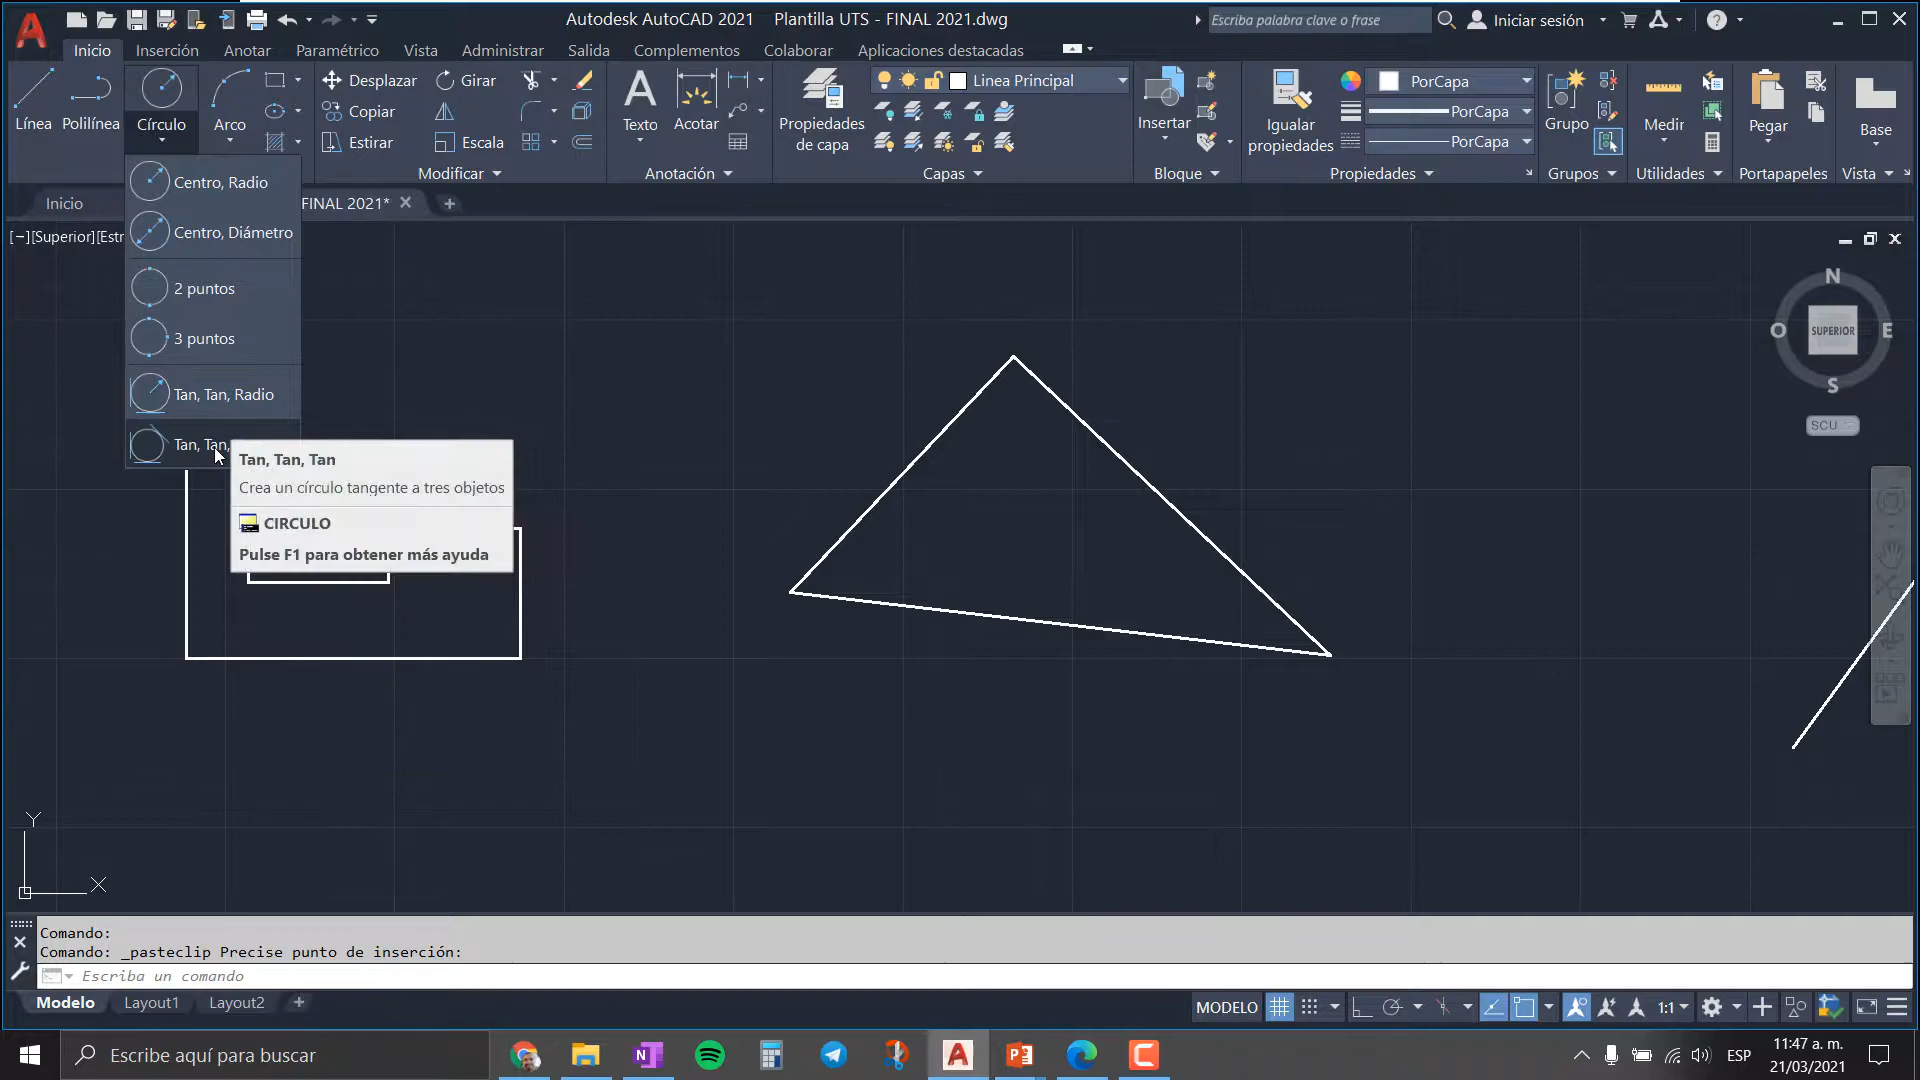 Autodesk AutoCAD 2021 Plantilla UTS - FINAL 2021.dwg
Escriba palabra clave o frase
Iniciar sesión
Inicio Inserción Anotar Paramétrico Vista Administrar Salida Complementos Colaborar Aplicaciones destacadas
Desplazar Girar
Linea Principal
PorCapa
Copiar
PorCapa
Línea Polilínea Círculo Arco
Texto Acotar
Propiedades de capa
Insertar
Igualar propiedades
Grupo
Medir
Pegar
Base
Estirar Escala
PorCapa
Modificar Anotación Capas Bloque Propiedades Grupos Utilidades Portapapeles Vista
Inicio
FINAL 2021*
[−][Superior][Estr
Centro, Radio
Centro, Diámetro
2 puntos
3 puntos
Tan, Tan, Radio
Tan, Tan,
Tan, Tan, Tan
Crea un círculo tangente a tres objetos
CIRCULO
Pulse F1 para obtener más ayuda
N
O SUPERIOR E
S
SCU
Y
X
Comando:
Comando: _pasteclip Precise punto de inserción:
Escriba un comando
Modelo Layout1 Layout2
MODELO
1:1
Escribe aquí para buscar
ESP
11:47 a. m.
21/03/2021